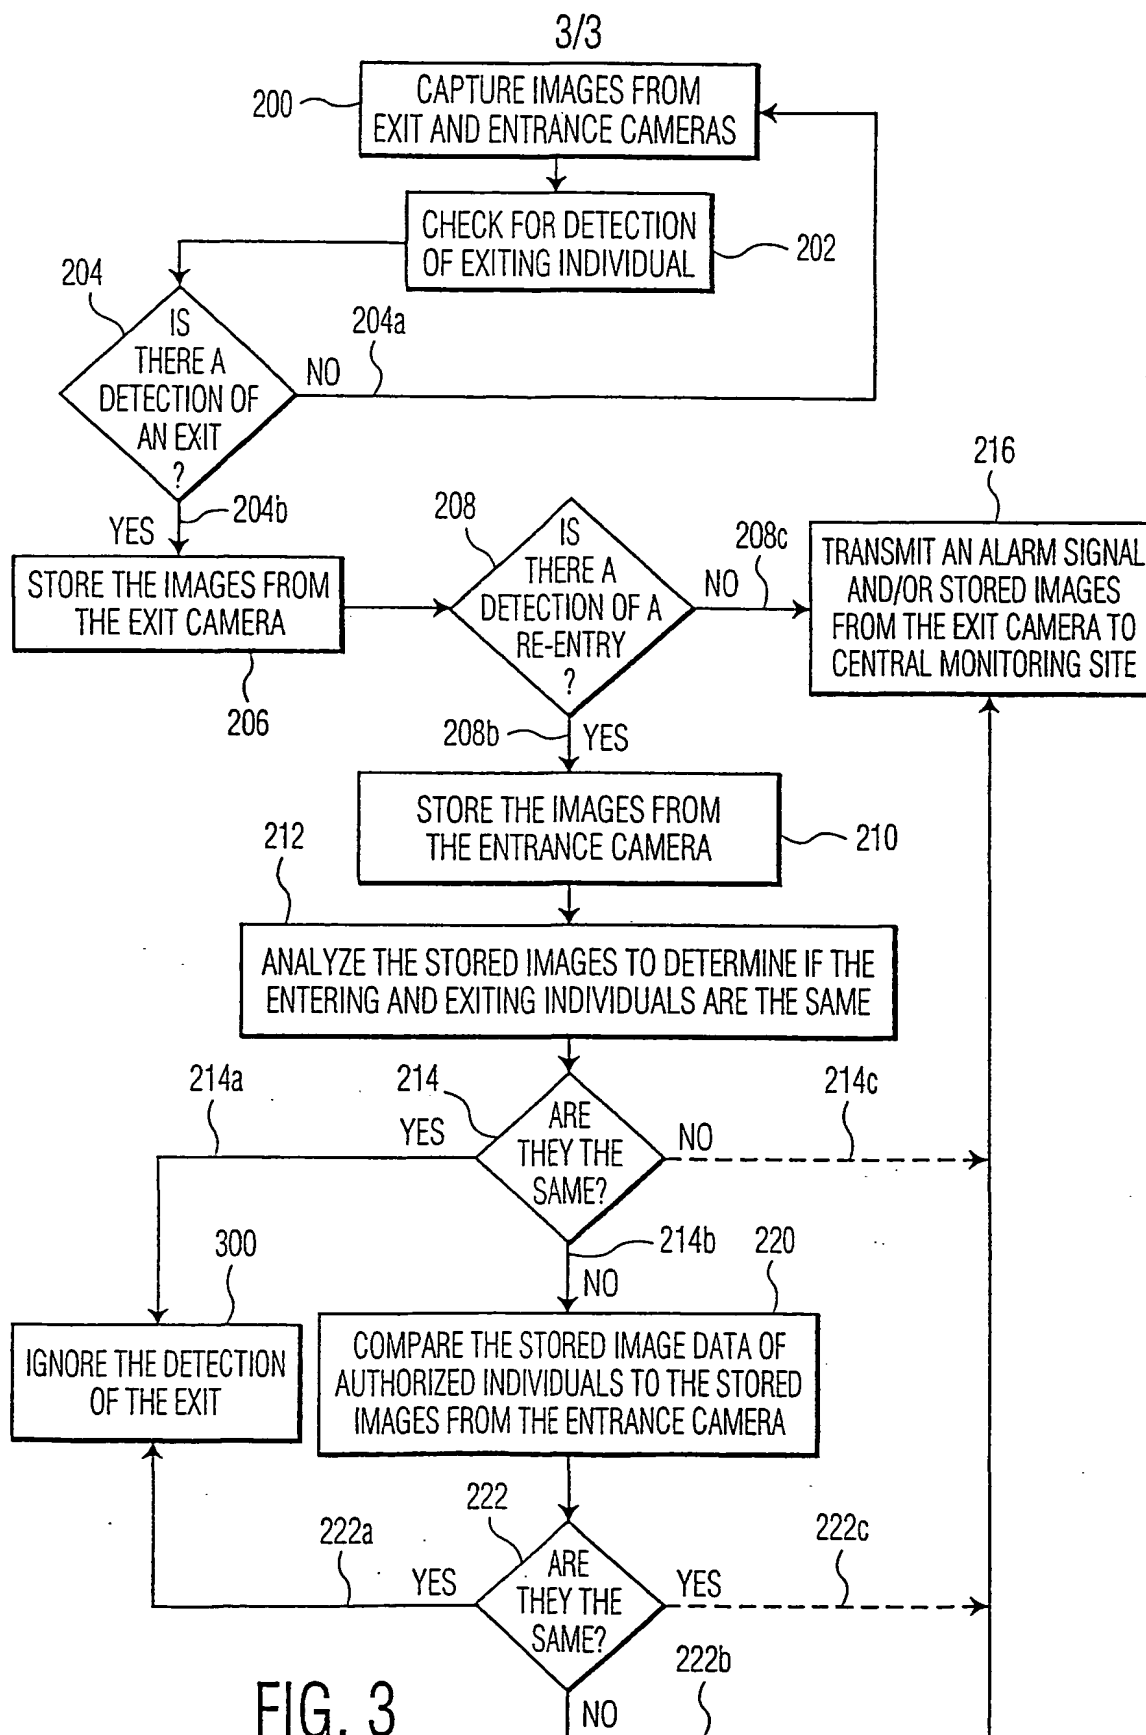 3/3
CAPTURE IMAGES FROM
EXIT AND ENTRANCE CAMERAS
200
CHECK FOR DETECTION
OF EXITING INDIVIDUAL
202
204
IS
THERE A
DETECTION OF
AN EXIT
?
204a
NO
YES
204b
STORE THE IMAGES FROM
THE EXIT CAMERA
206
208
IS
THERE A
DETECTION OF A
RE-ENTRY
?
NO
208c
216
TRANSMIT AN ALARM SIGNAL
AND/OR STORED IMAGES
FROM THE EXIT CAMERA TO
CENTRAL MONITORING SITE
208b
YES
STORE THE IMAGES FROM
THE ENTRANCE CAMERA
210
212
ANALYZE THE STORED IMAGES TO DETERMINE IF THE
ENTERING AND EXITING INDIVIDUALS ARE THE SAME
214a
214
214c
YES
ARE
THEY THE
SAME?
NO
214b
NO
300
IGNORE THE DETECTION
OF THE EXIT
220
COMPARE THE STORED IMAGE DATA OF
AUTHORIZED INDIVIDUALS TO THE STORED
IMAGES FROM THE ENTRANCE CAMERA
222a
222
222c
YES
ARE
THEY THE
SAME?
YES
222b
NO
FIG. 3